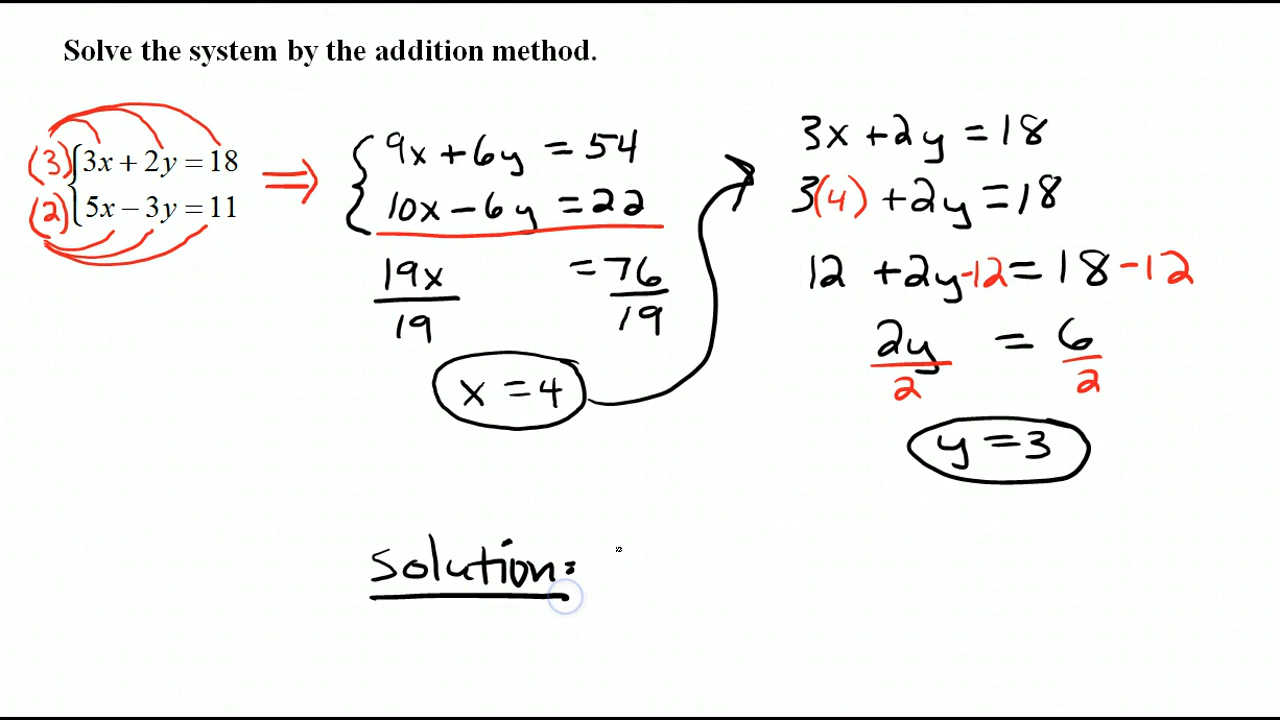 Solve the system by the addition method.
(3) 3x + 2y = 18
(2) 5x − 3y = 11
⇒
9x + 6y = 54
10x − 6y = 22
19x = 76
19 19
x = 4
3x + 2y = 18
3(4) + 2y = 18
12 + 2y -12 = 18 -12
2y = 6
2 2
y = 3
Solution: